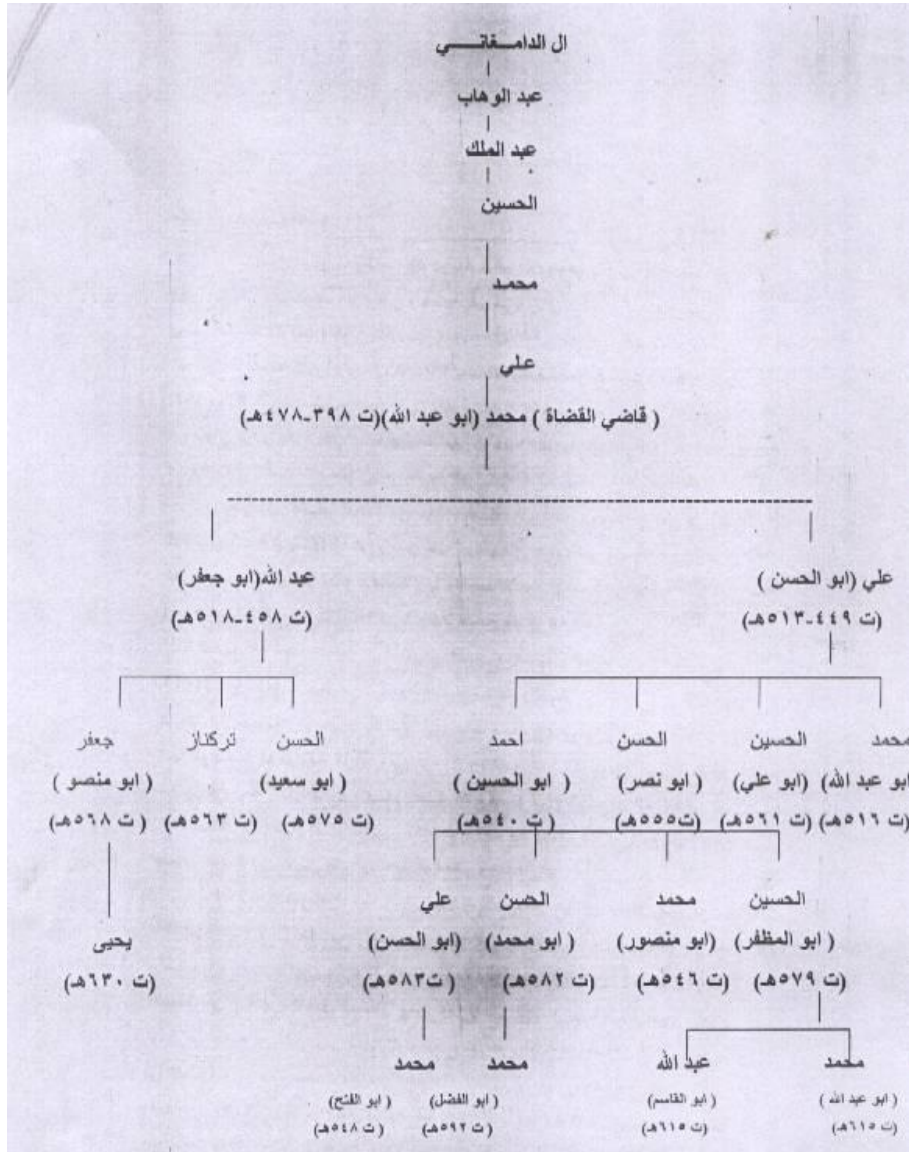 ال الدامـــغانـــــي
عبد الوهاب
عبد الملك
الحسين
محمد
علي
( قاضي القضاة ) محمد (ابو عبد الله)(ت ٣٩٨-٤٧٨هـ)
علي (ابو الحسن ) عبد الله(ابو جعفر)
(ت ٤٤٩-٥١٣هـ) (ت ٤٥٨-٥١٨هـ)
محمد الحسين الحسن احمد الحسن تركناز جعفر
ابو عبد الله) (ابو علي) (ابو نصر) ( ابو الحسين ) (ابو سعيد) ( ابو منصو )
(ت ٥١٦هـ) (ت ٥٦١هـ) (ت٥٥٥هـ) (ت ٥٤٠هـ) (ت ٥٧٥هـ) (ت ٥٦٣هـ) ( ت ٥٦٨هـ)
الحسين محمد الحسن علي
( ابو المظفر ) (ابو منصور) ( ابو محمد) (ابو الحسن) يحيى
(ت ٥٧٩هـ) (ت ٥٤٦هـ) (ت ٥٨٢هـ) (ت٥٨٣هـ) (ت ٦٣٠هـ)
محمد عبد الله محمد محمد
( ابو عبد الله ) ( ابو القاسم) ( ابو الفضل) ( ابو الفتح)
(ت ٦١٥هـ) (ت ٦١٥هـ) (ت ٥٩٢هـ) (ت ٥٤٨هـ)